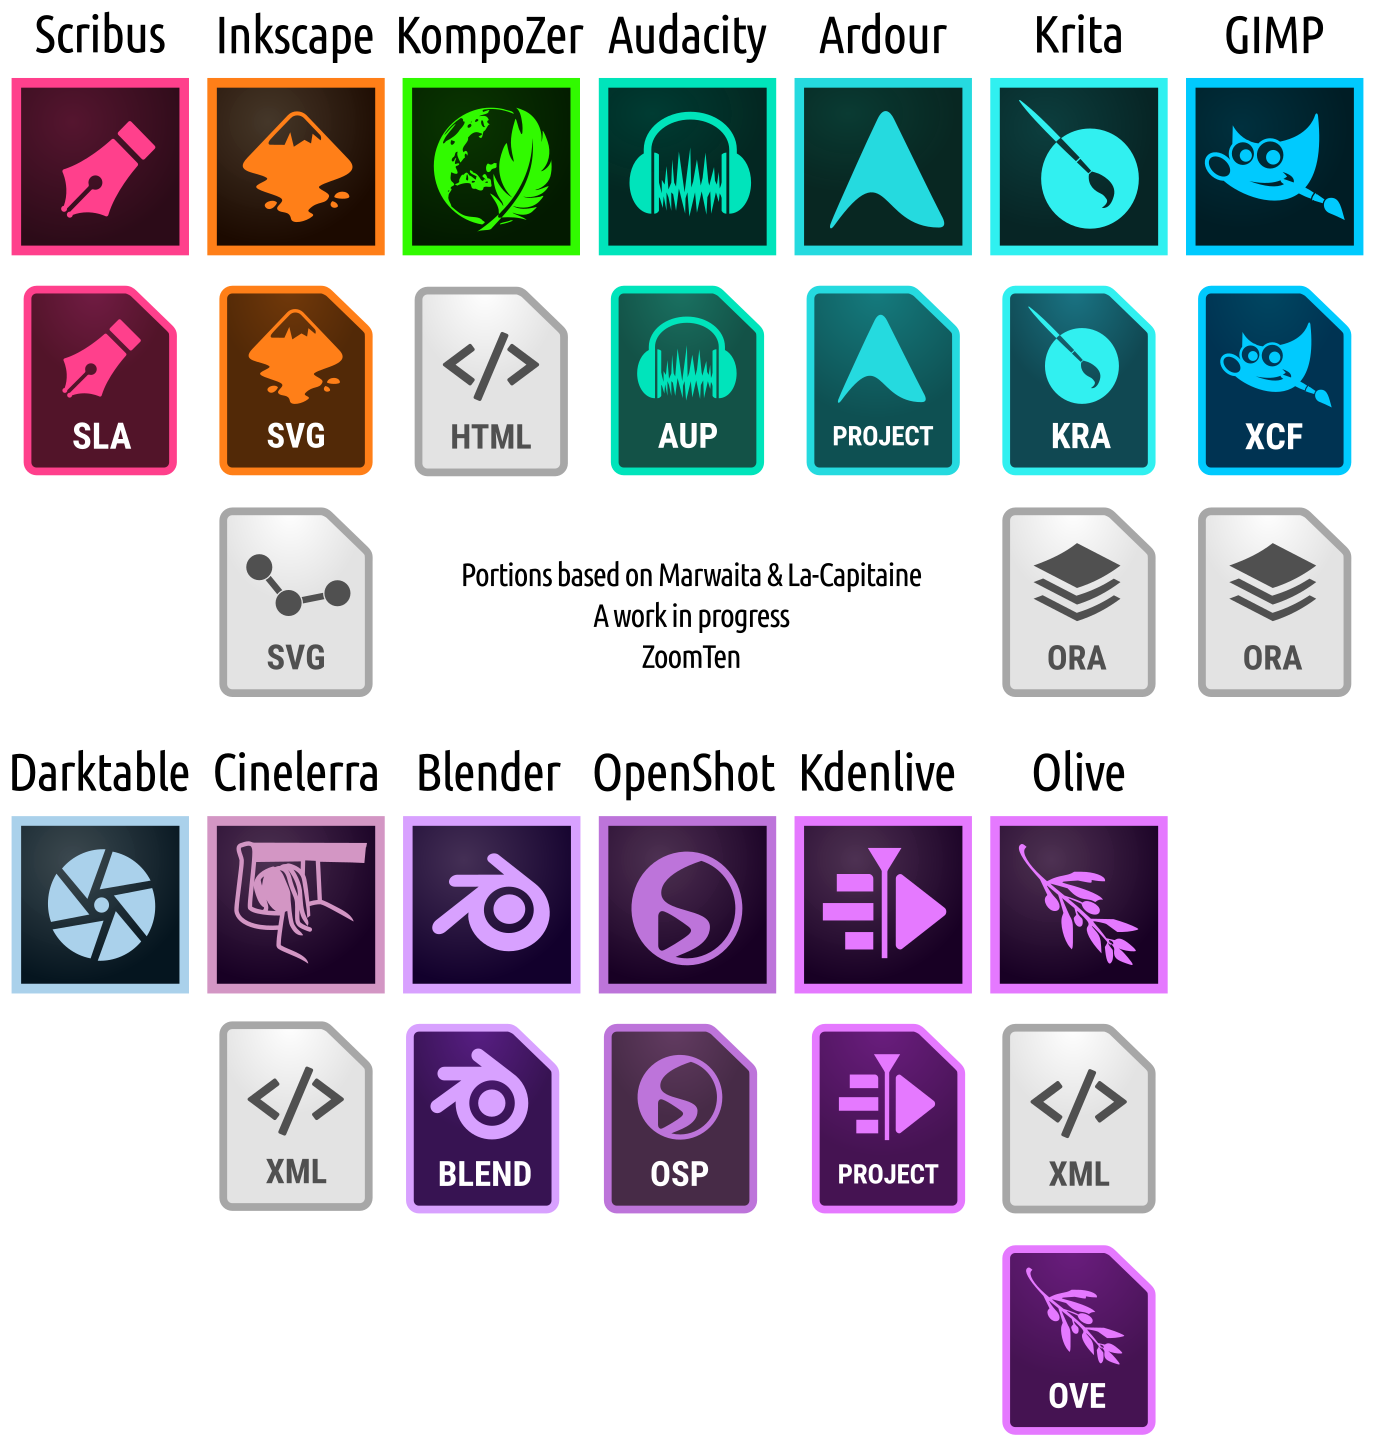 Scribus Inkscape KompoZer Audacity Ardour Krita GIMP
SLA SVG HTML AUP PROJECT KRA XCF
SVG ORA ORA
Portions based on Marwaita & La-Capitaine
A work in progress
ZoomTen
Darktable Cinelerra Blender OpenShot Kdenlive Olive
XML BLEND OSP PROJECT XML
OVE